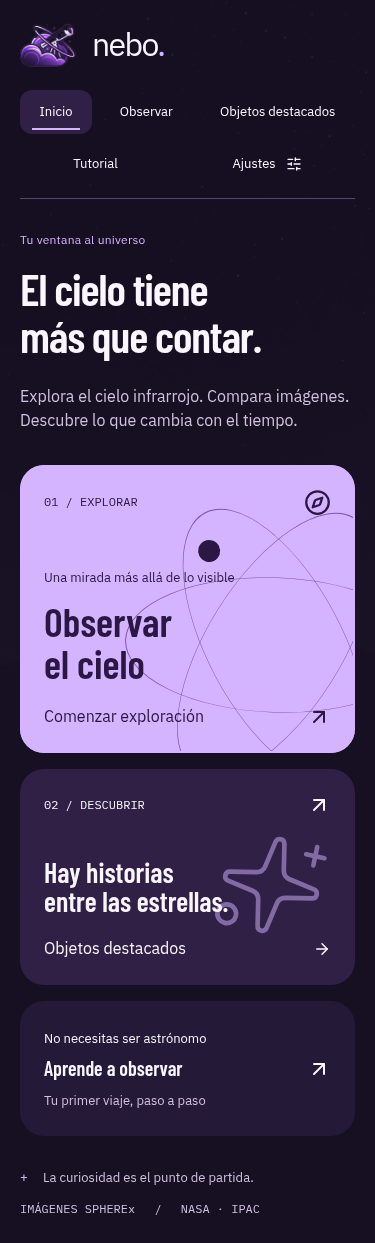 nebo.
Inicio
Observar
Objetos destacados
Tutorial
Ajustes
Tu ventana al universo
El cielo tiene
más que contar.
Explora el cielo infrarrojo. Compara imágenes.
Descubre lo que cambia con el tiempo.
01 / EXPLORAR
Una mirada más allá de lo visible
Observar
el cielo
Comenzar exploración
02 / DESCUBRIR
Hay historias
entre las estrellas.
Objetos destacados
No necesitas ser astrónomo
Aprende a observar
Tu primer viaje, paso a paso
+ La curiosidad es el punto de partida.
IMÁGENES SPHEREx / NASA · IPAC